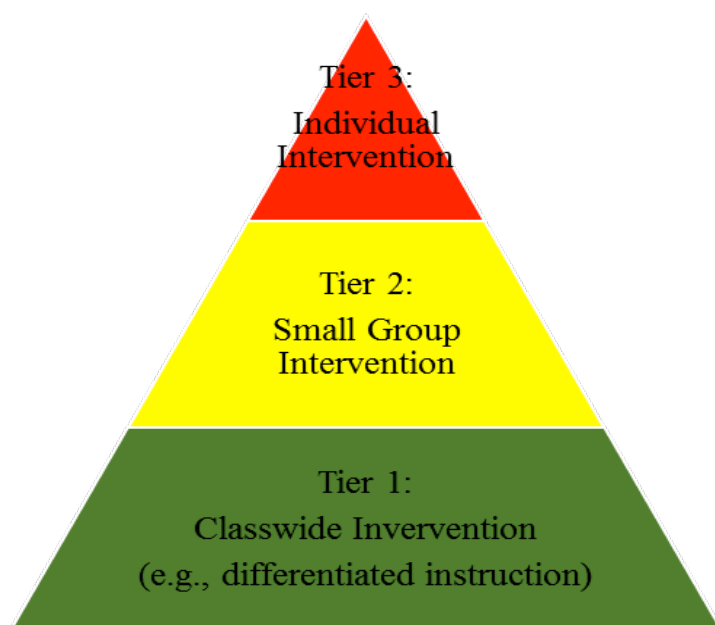 Tier 3:
Individual
Intervention
Tier 2:
Small Group
Intervention
Tier 1:
Classwide Invervention
(e.g., differentiated instruction)